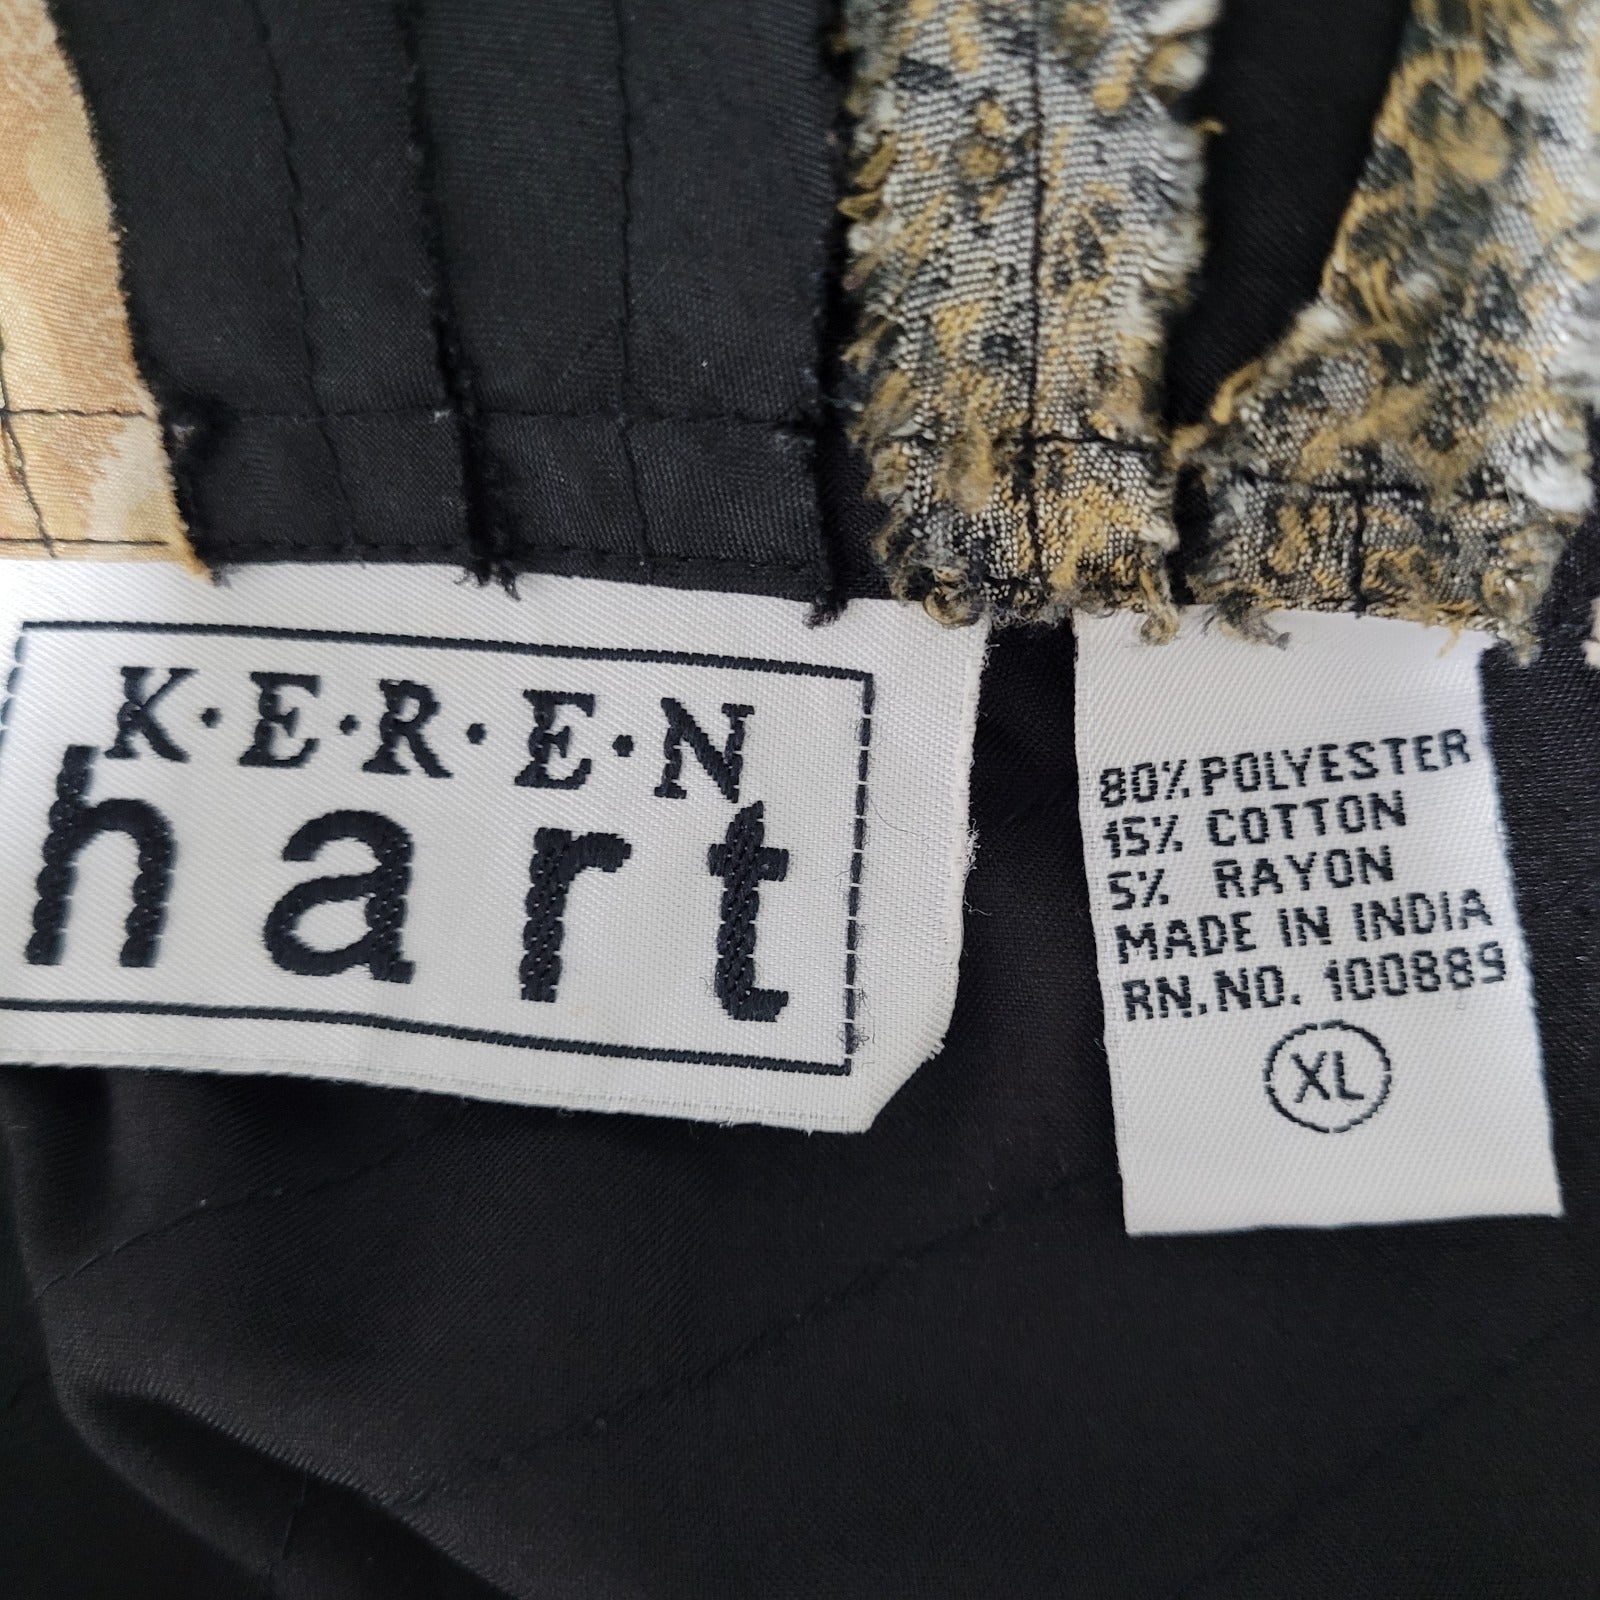 K·E·R·E·N
hart
80% POLYESTER
15% COTTON
5% RAYON
MADE IN INDIA
RN.NO. 100889
XL